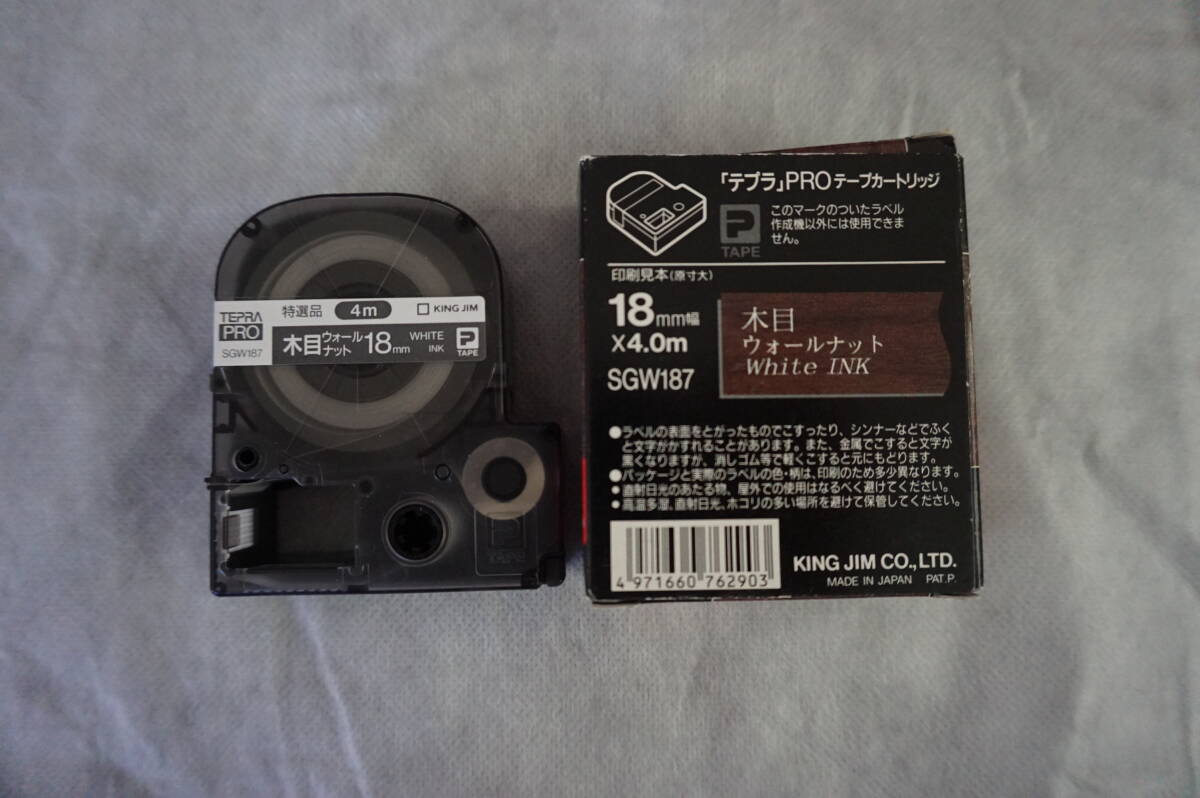 TEPRA
PRO
SGW187
特選品 4m KING JIM
木目ウォールナット 18mm
WHITE
INK
P
TAPE
TAPE
「テプラ」PROテープカートリッジ
P
TAPE
このマークのついたラベル
作成機以外には使用できま
せん。
印刷見本(原寸大)
18mm幅
×4.0m
SGW187
木目
ウォールナット
White INK
●ラベルの表面をとがったものでこすったり、シンナーなどでふく
と文字がかすれることがあります。また、金属でこすると文字が
黒くなりますが、消しゴム等で軽くこすると元にもどります。
●パッケージと実際のラベルの色・柄は、印刷のため多少異なります。
●直射日光のあたる物、屋外での使用はなるべく避けてください。
●高温多湿、直射日光、ホコリの多い場所を避けて保管してください。
4 971660 762903
KING JIM CO.,LTD.
MADE IN JAPAN PAT.P.